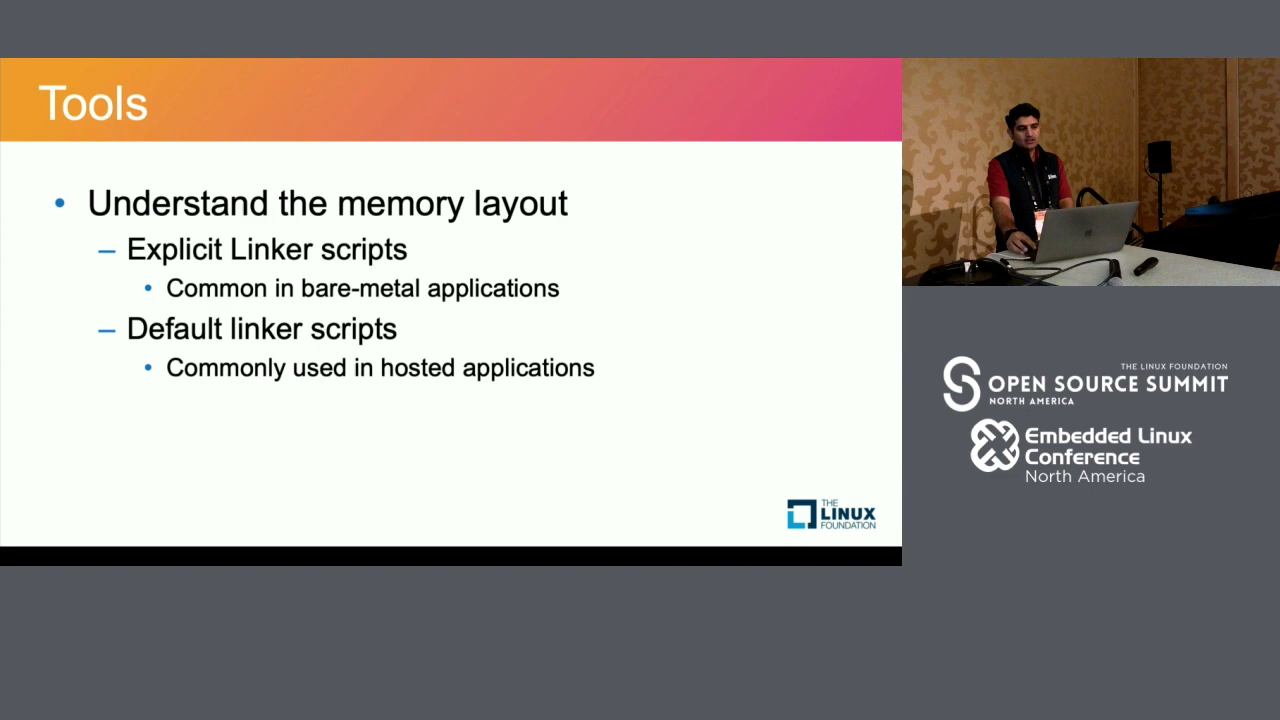 Tools
• Understand the memory layout
– Explicit Linker scripts
• Common in bare-metal applications
– Default linker scripts
• Commonly used in hosted applications
THE
LINUX
FOUNDATION
THE LINUX FOUNDATION
OPEN SOURCE SUMMIT
NORTH AMERICA
Embedded Linux
Conference
North America